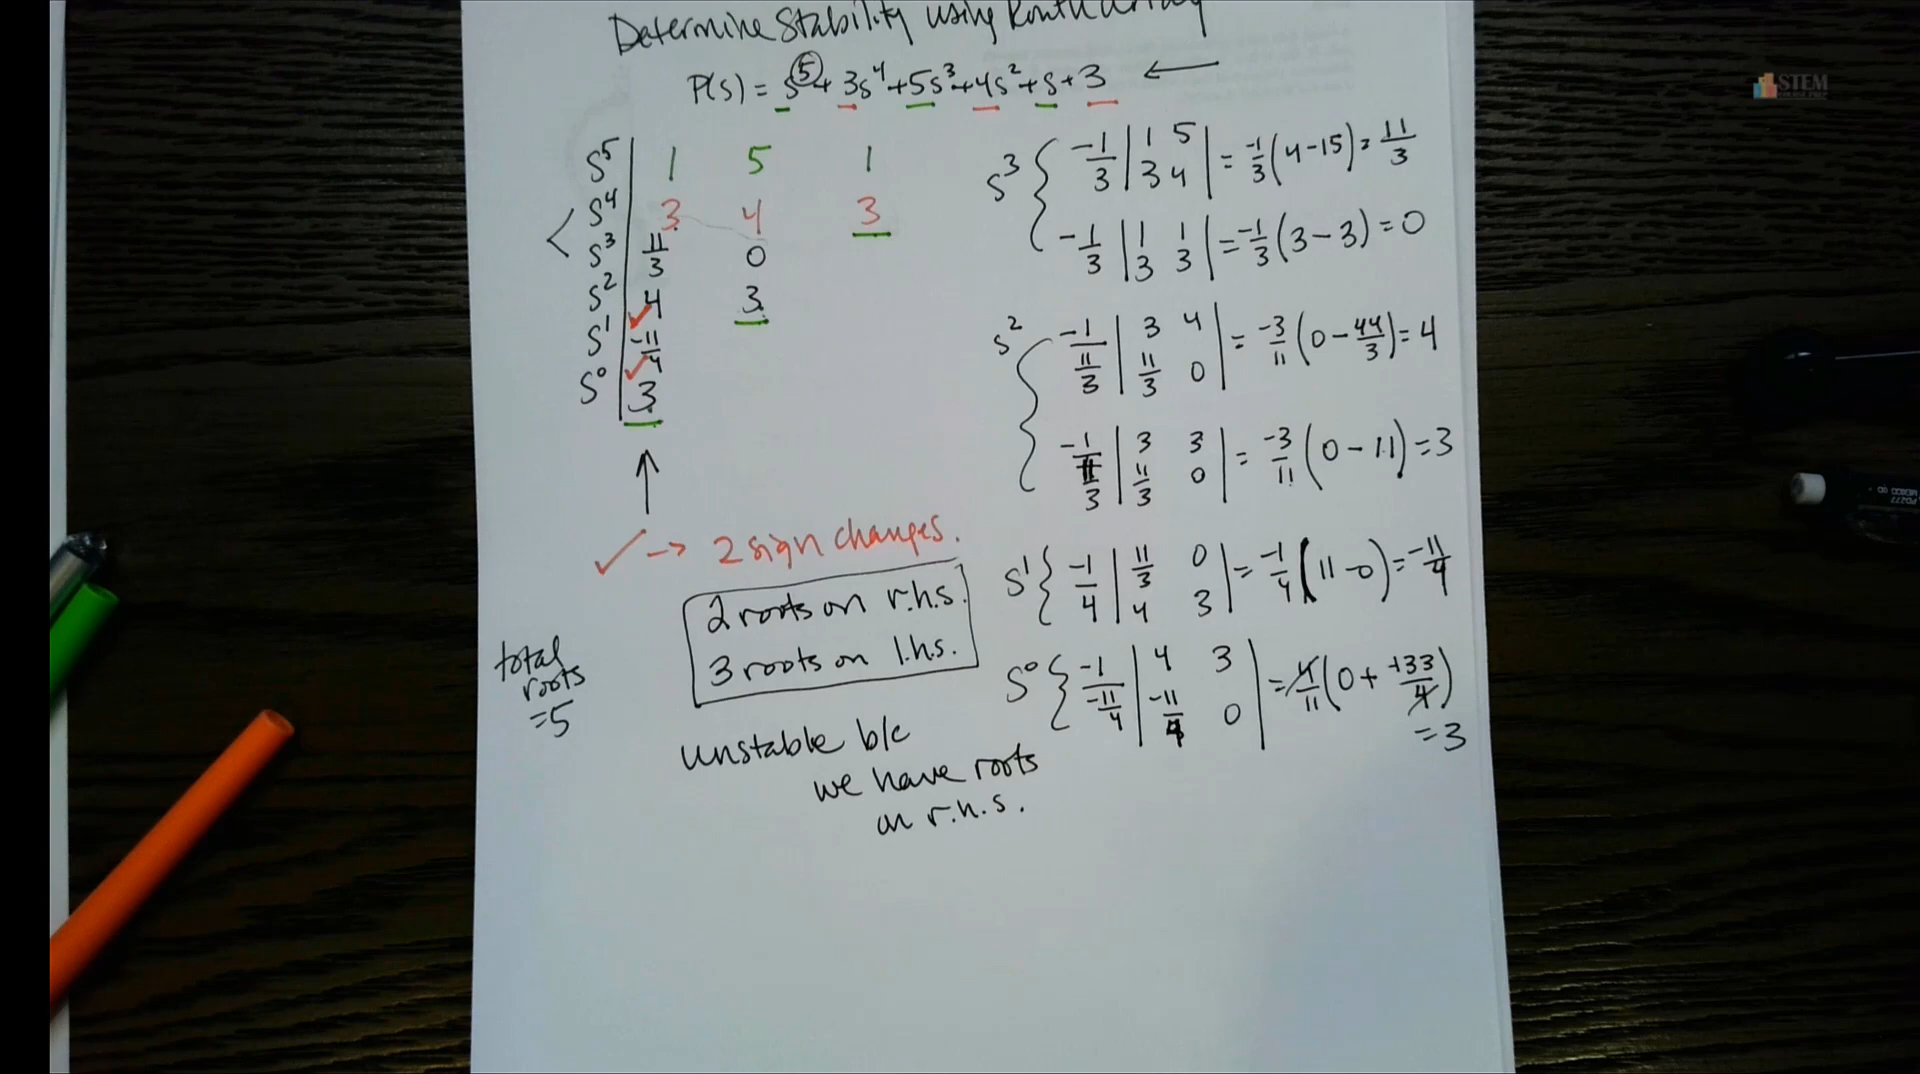 Determine Stability using Routh Array
P(s) = s⁵ + 3s⁴ + 5s³ + 4s² + s + 3 ←
S⁵ | 1 5 1
S⁴ | 3 4 3
S³ | 11/3 0
S² | 4 3
S¹ | -11/4
S⁰ | 3
✓ -> 2 sign changes.
2 roots on r.h.s.
3 roots on l.h.s.
total
roots
=5
unstable b/c
we have roots
on r.h.s.
S³ { -1/3 | 1 5 ; 3 4 | = -1/3 (4-15) = 11/3
-1/3 | 1 1 ; 3 3 | = -1/3 (3-3) = 0
S² { -1/(11/3) | 3 4 ; 11/3 0 | = -3/11 (0 - 44/3) = 4
-1/(11/3) | 3 3 ; 11/3 0 | = -3/11 (0 - 11) = 3
S¹ { -1/4 | 11/3 0 ; 4 3 | = -1/4 (11-0) = -11/4
S⁰ { -1/(-11/4) | 4 3 ; -11/4 0 | = 4/11 (0 + +33/4)
= 3
STEM